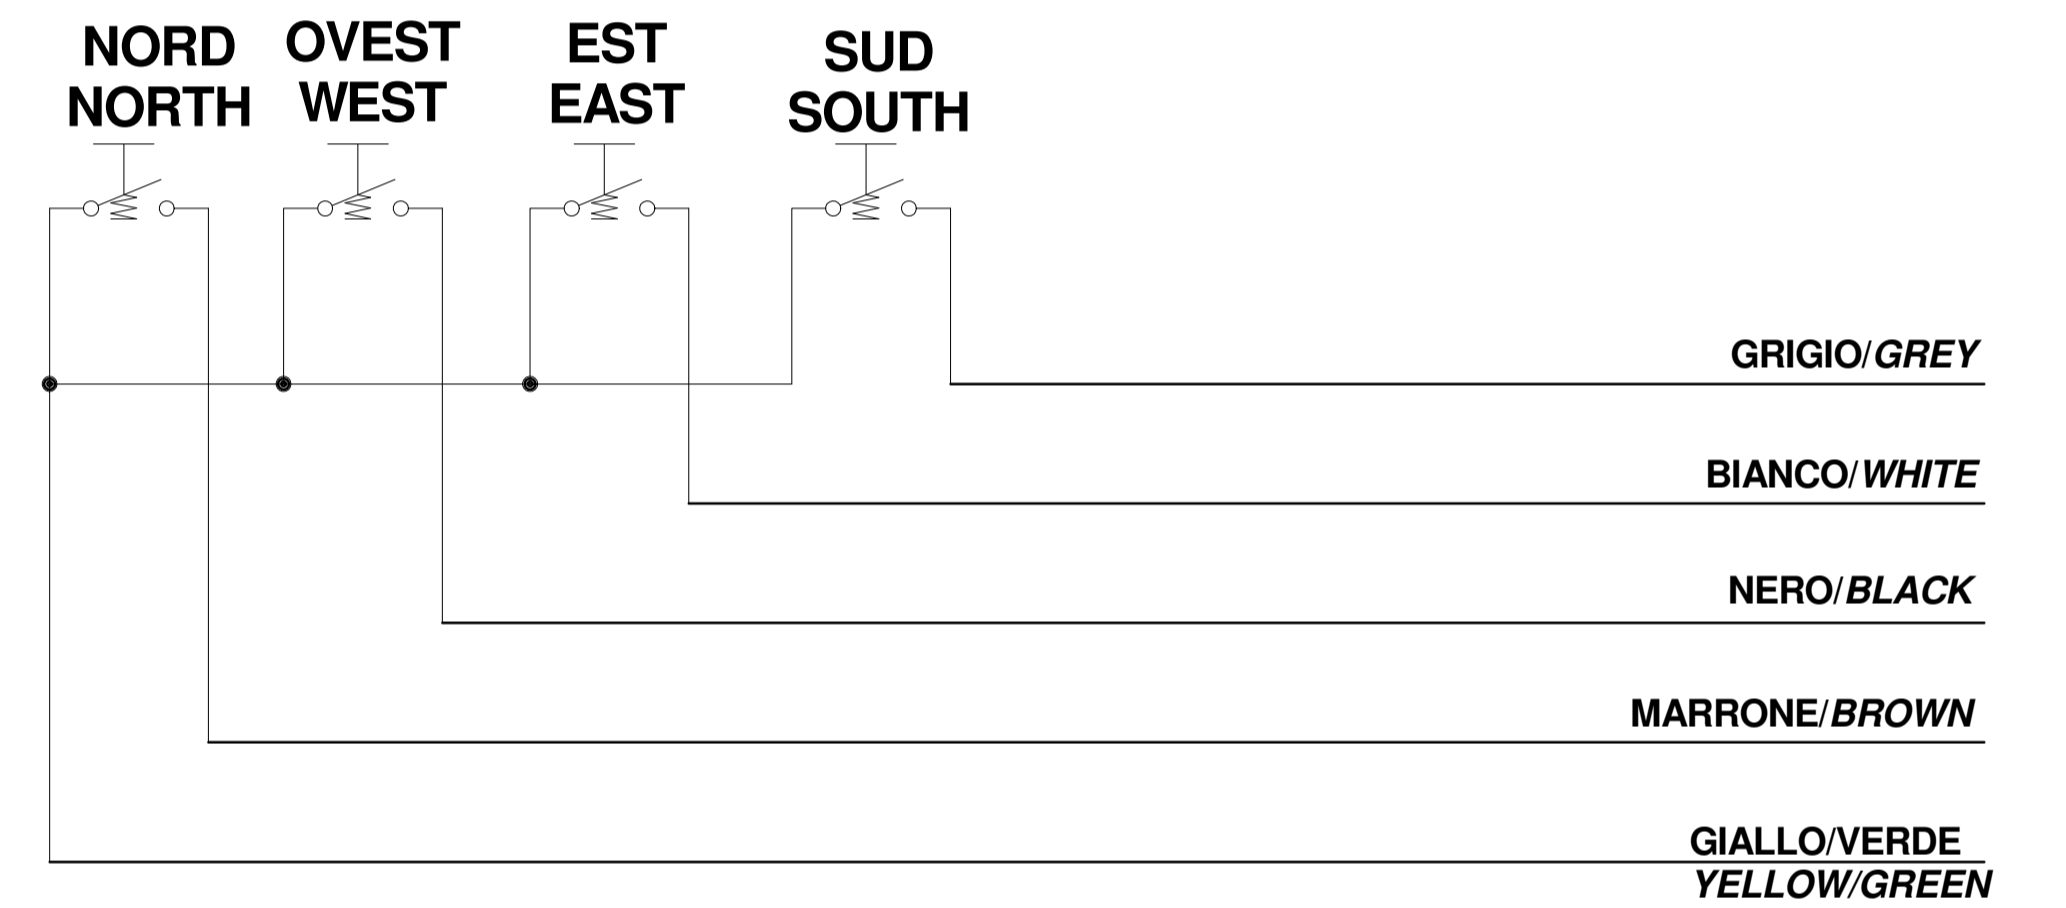 NORD
NORTH
OVEST
WEST
EST
EAST
SUD
SOUTH
GRIGIO/GREY
BIANCO/WHITE
NERO/BLACK
MARRONE/BROWN
GIALLO/VERDE
YELLOW/GREEN